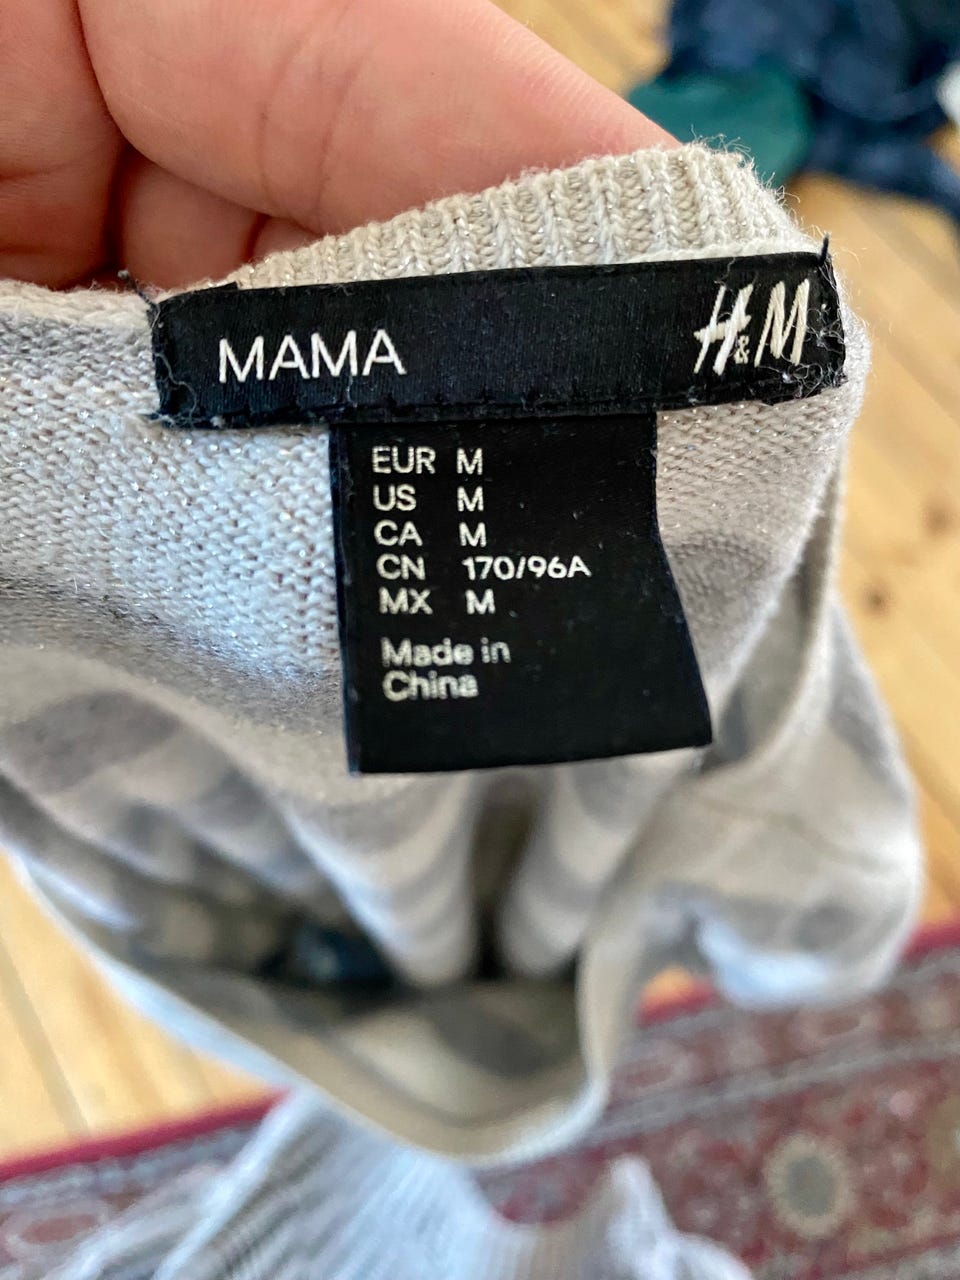 MAMA H&M
EUR M
US M
CA M
CN 170/96A
MX M
Made in
China